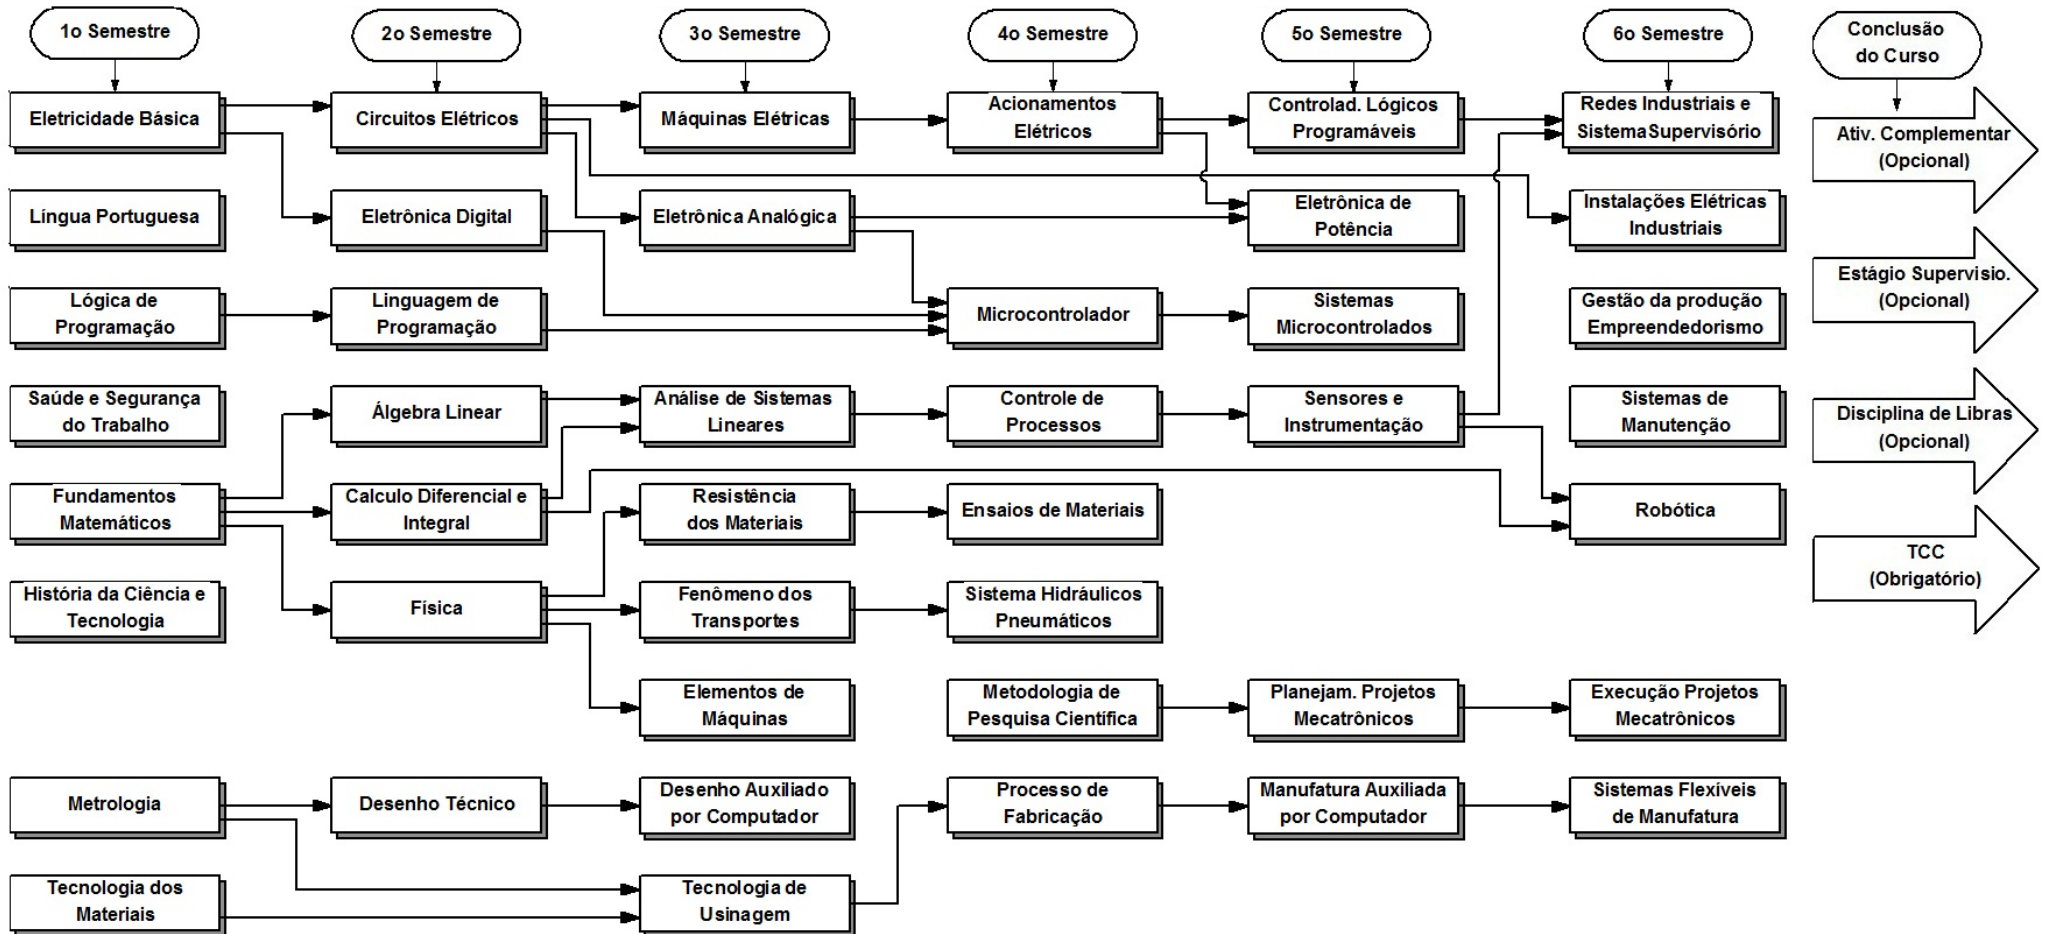 1o Semestre
2o Semestre
3o Semestre
4o Semestre
5o Semestre
6o Semestre
Conclusão
do Curso
Eletricidade Básica
Circuitos Elétricos
Máquinas Elétricas
Acionamentos
Elétricos
Controlad. Lógicos
Programáveis
Redes Industriais e
Sistema Supervisório
Ativ. Complementar
(Opcional)
Língua Portuguesa
Eletrônica Digital
Eletrônica Analógica
Eletrônica de
Potência
Instalações Elétricas
Industriais
Estágio Supervisio.
(Opcional)
Lógica de
Programação
Linguagem de
Programação
Microcontrolador
Sistemas
Microcontrolados
Gestão da produção
Empreendedorismo
Saúde e Segurança
do Trabalho
Álgebra Linear
Análise de Sistemas
Lineares
Controle de
Processos
Sensores e
Instrumentação
Sistemas de
Manutenção
Disciplina de Libras
(Opcional)
Fundamentos
Matemáticos
Calculo Diferencial e
Integral
Resistência
dos Materiais
Ensaios de Materiais
Robótica
TCC
(Obrigatório)
História da Ciência e
Tecnologia
Física
Fenômeno dos
Transportes
Sistema Hidráulicos
Pneumáticos
Elementos de
Máquinas
Metodologia de
Pesquisa Científica
Planejam. Projetos
Mecatrônicos
Execução Projetos
Mecatrônicos
Metrologia
Desenho Técnico
Desenho Auxiliado
por Computador
Processo de
Fabricação
Manufatura Auxiliada
por Computador
Sistemas Flexíveis
de Manufatura
Tecnologia dos
Materiais
Tecnologia de
Usinagem